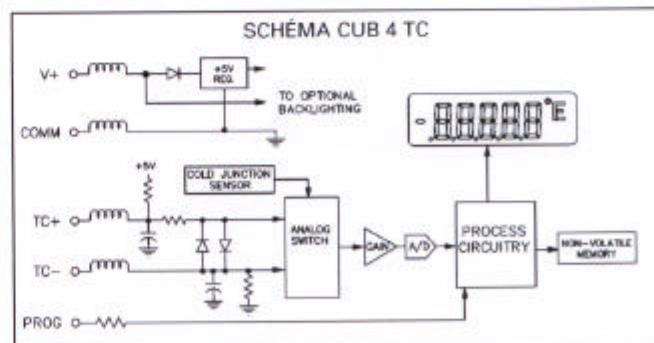 SCHÉMA CUB 4 TC
V+
+5V
REG.
TO OPTIONAL
BACKLIGHTING
COMM
-88888°E
+5V
COLD JUNCTION
SENSOR
TC+
ANALOG
SWITCH
GAIN
A/D
PROCESS
CIRCUITRY
NON-VOLATILE
MEMORY
TC-
PROG